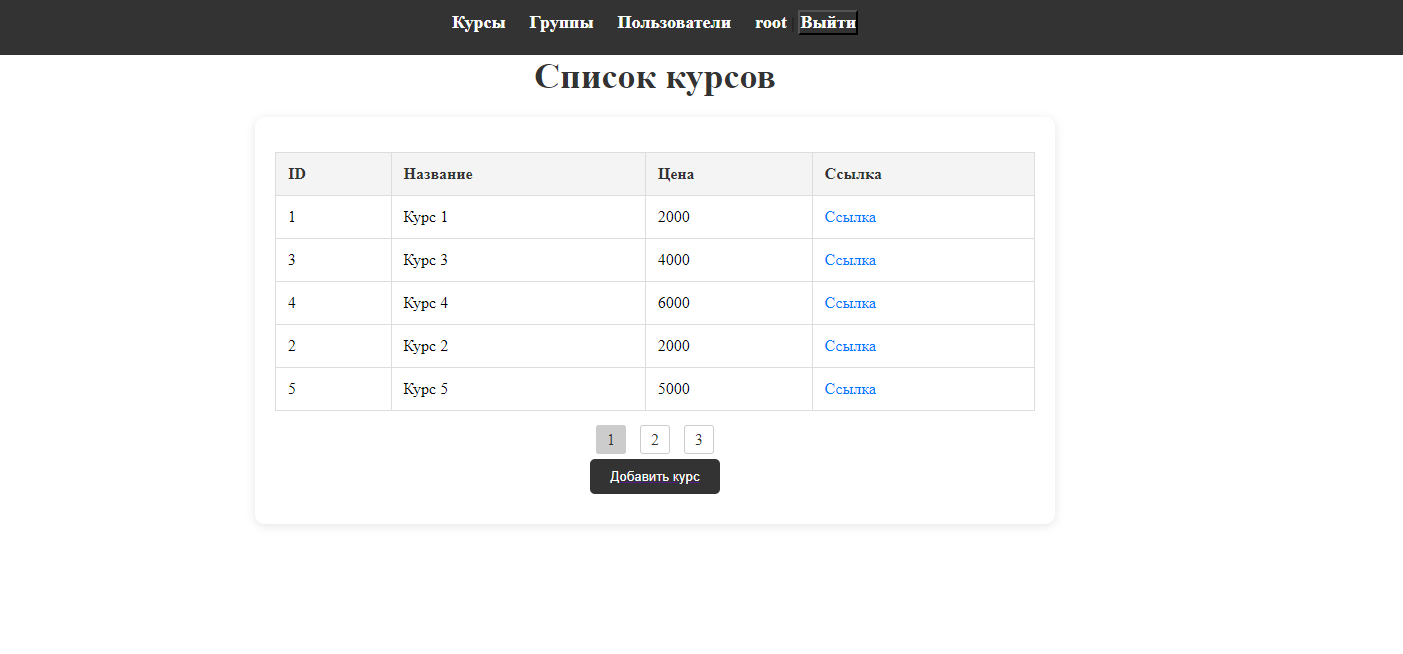 Курсы Группы Пользователи root | Выйти
Список курсов
ID Название Цена Ссылка
1 Курс 1 2000 Ссылка
3 Курс 3 4000 Ссылка
4 Курс 4 6000 Ссылка
2 Курс 2 2000 Ссылка
5 Курс 5 5000 Ссылка
1 2 3
Добавить курс